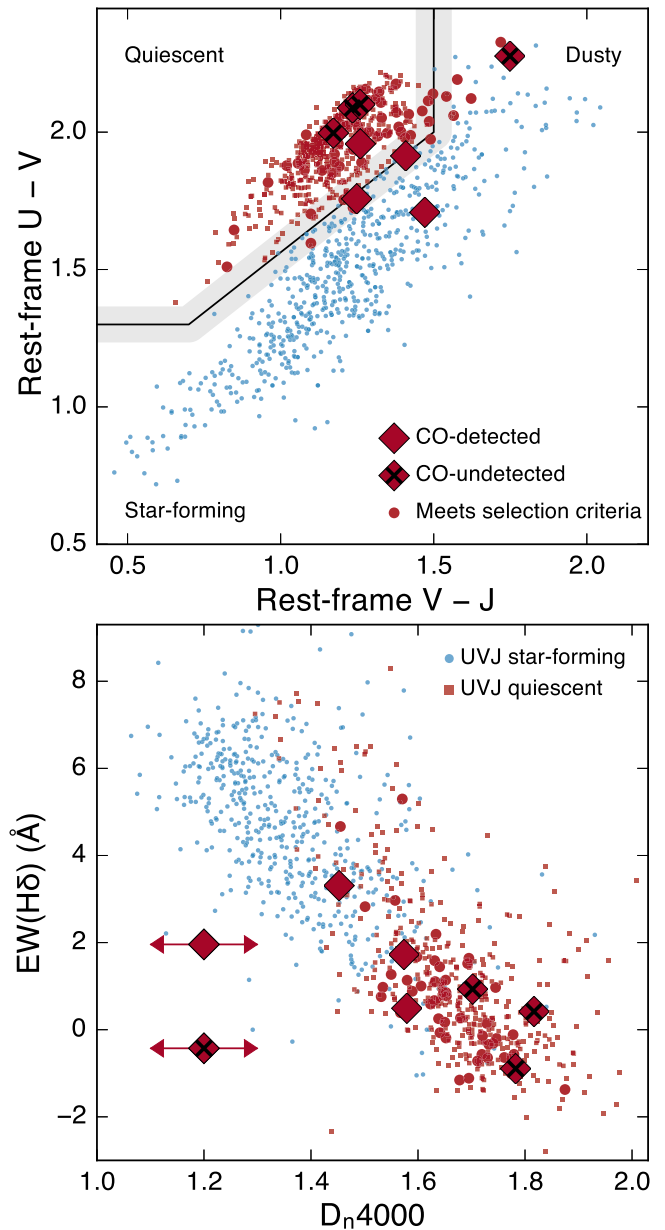 Quiescent
Dusty
2.0
1.5
1.0
0.5
Rest-frame U − V
CO-detected
CO-undetected
Meets selection criteria
Star-forming
0.5 1.0 1.5 2.0
Rest-frame V − J
UVJ star-forming
UVJ quiescent
8
6
4
2
0
−2
EW(Hδ) (Å)
1.0 1.2 1.4 1.6 1.8 2.0
Dₙ4000